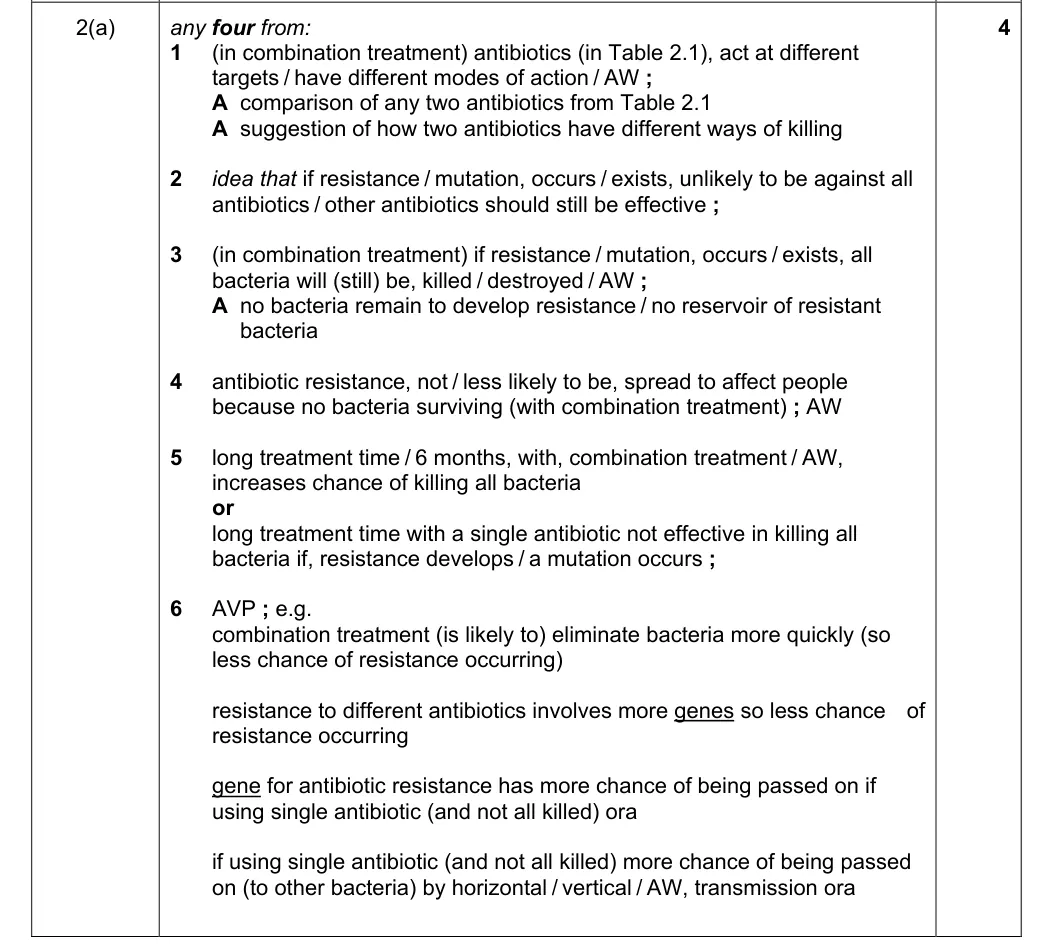 2(a)
any four from:
4
1 (in combination treatment) antibiotics (in Table 2.1), act at different
targets / have different modes of action / AW ;
A comparison of any two antibiotics from Table 2.1
A suggestion of how two antibiotics have different ways of killing
2 idea that if resistance / mutation, occurs / exists, unlikely to be against all
antibiotics / other antibiotics should still be effective ;
3 (in combination treatment) if resistance / mutation, occurs / exists, all
bacteria will (still) be, killed / destroyed / AW ;
A no bacteria remain to develop resistance / no reservoir of resistant
bacteria
4 antibiotic resistance, not / less likely to be, spread to affect people
because no bacteria surviving (with combination treatment) ; AW
5 long treatment time / 6 months, with, combination treatment / AW,
increases chance of killing all bacteria
or
long treatment time with a single antibiotic not effective in killing all
bacteria if, resistance develops / a mutation occurs ;
6 AVP ; e.g.
combination treatment (is likely to) eliminate bacteria more quickly (so
less chance of resistance occurring)
resistance to different antibiotics involves more genes so less chance of
resistance occurring
gene for antibiotic resistance has more chance of being passed on if
using single antibiotic (and not all killed) ora
if using single antibiotic (and not all killed) more chance of being passed
on (to other bacteria) by horizontal / vertical / AW, transmission ora